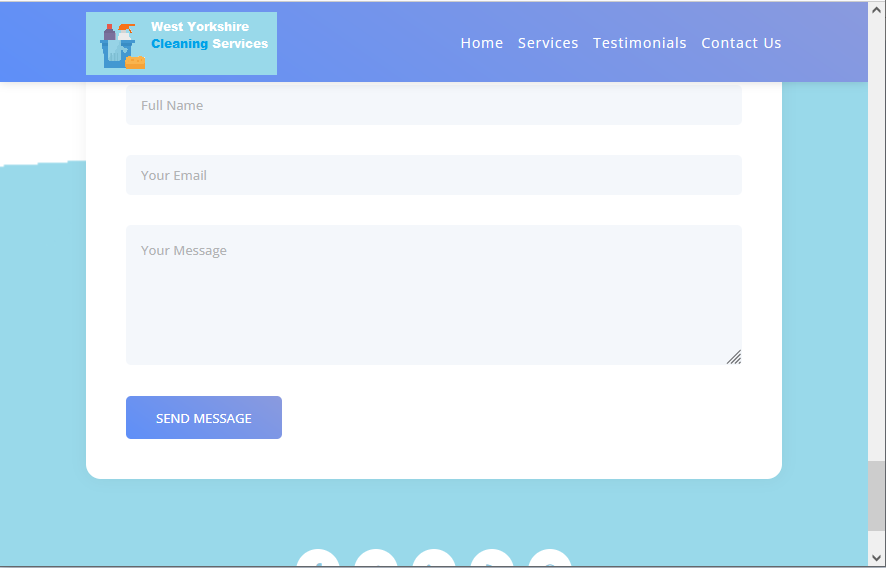 West Yorkshire
Cleaning Services
Home Services Testimonials Contact Us
Full Name
Your Email
Your Message
SEND MESSAGE